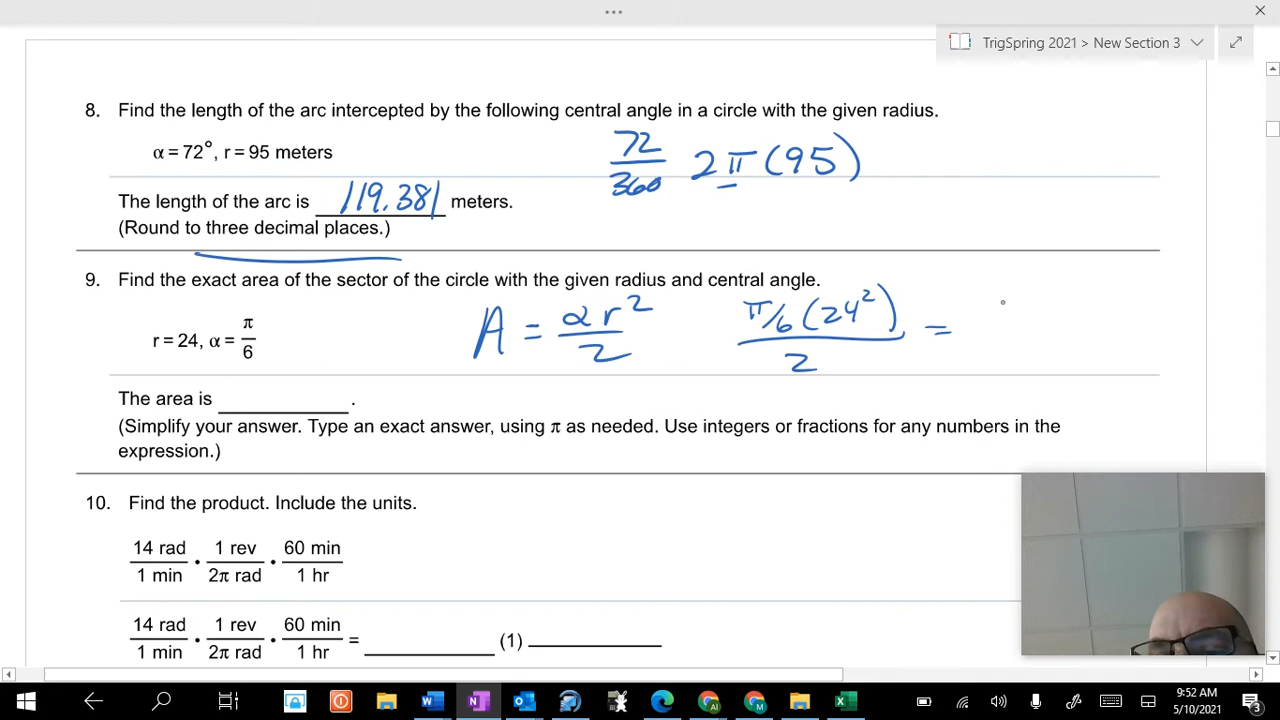 TrigSpring 2021 > New Section 3
8. Find the length of the arc intercepted by the following central angle in a circle with the given radius.
α = 72°, r = 95 meters
72/360 2π(95)
The length of the arc is 119.381 meters.
(Round to three decimal places.)
9. Find the exact area of the sector of the circle with the given radius and central angle.
r = 24, α = π/6
A = αr²/2
π/6(24²)/2 =
The area is ____.
(Simplify your answer. Type an exact answer, using π as needed. Use integers or fractions for any numbers in the
expression.)
10. Find the product. Include the units.
14 rad/1 min • 1 rev/2π rad • 60 min/1 hr
14 rad/1 min • 1 rev/2π rad • 60 min/1 hr = ____ (1) ____
9:52 AM
5/10/2021
3